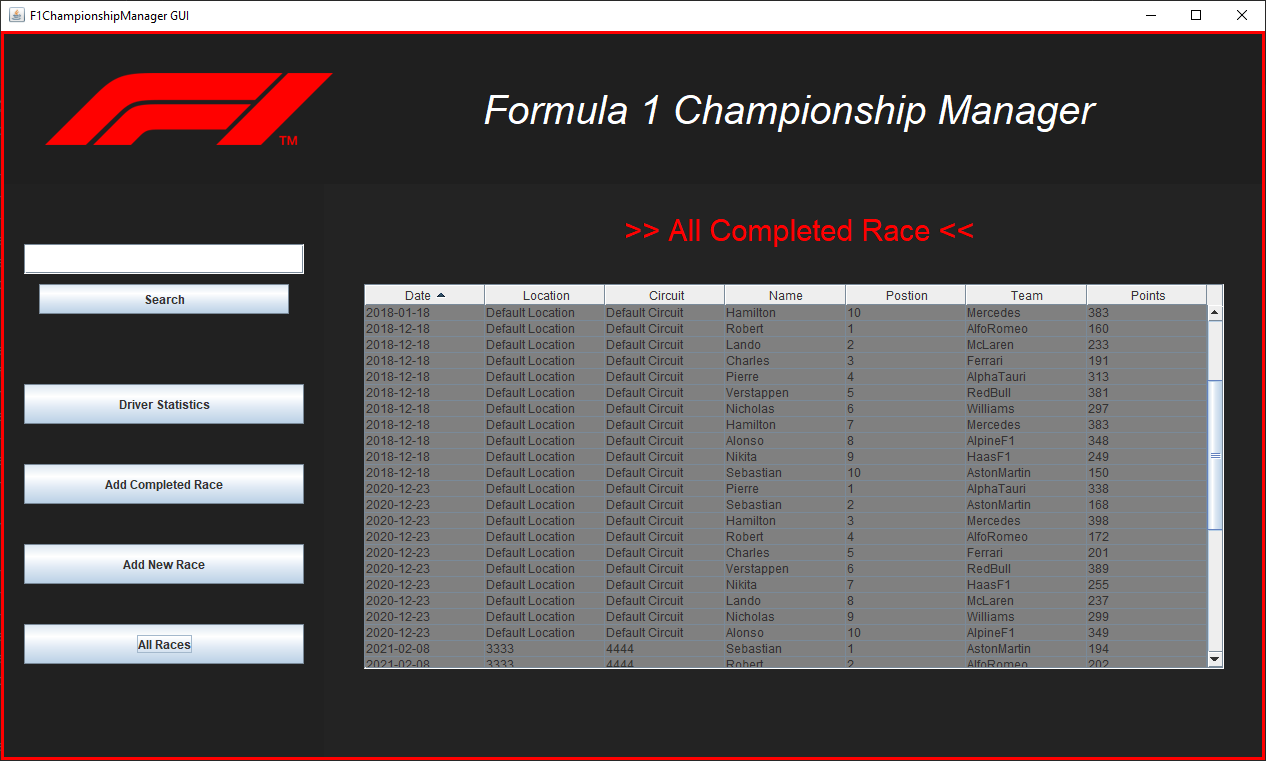 F1ChampionshipManager GUI
F1 TM
Formula 1 Championship Manager
Search
Driver Statistics
Add Completed Race
Add New Race
All Races
>> All Completed Race <<
Date Location Circuit Name Postion Team Points
2018-01-18 Default Location Default Circuit Hamilton 10 Mercedes 383
2018-12-18 Default Location Default Circuit Robert 1 AlfoRomeo 160
2018-12-18 Default Location Default Circuit Lando 2 McLaren 233
2018-12-18 Default Location Default Circuit Charles 3 Ferrari 191
2018-12-18 Default Location Default Circuit Pierre 4 AlphaTauri 313
2018-12-18 Default Location Default Circuit Verstappen 5 RedBull 381
2018-12-18 Default Location Default Circuit Nicholas 6 Williams 297
2018-12-18 Default Location Default Circuit Hamilton 7 Mercedes 383
2018-12-18 Default Location Default Circuit Alonso 8 AlpineF1 348
2018-12-18 Default Location Default Circuit Nikita 9 HaasF1 249
2018-12-18 Default Location Default Circuit Sebastian 10 AstonMartin 150
2020-12-23 Default Location Default Circuit Pierre 1 AlphaTauri 338
2020-12-23 Default Location Default Circuit Sebastian 2 AstonMartin 168
2020-12-23 Default Location Default Circuit Hamilton 3 Mercedes 398
2020-12-23 Default Location Default Circuit Robert 4 AlfoRomeo 172
2020-12-23 Default Location Default Circuit Charles 5 Ferrari 201
2020-12-23 Default Location Default Circuit Verstappen 6 RedBull 389
2020-12-23 Default Location Default Circuit Nikita 7 HaasF1 255
2020-12-23 Default Location Default Circuit Lando 8 McLaren 237
2020-12-23 Default Location Default Circuit Nicholas 9 Williams 299
2020-12-23 Default Location Default Circuit Alonso 10 AlpineF1 349
2021-02-08 3333 4444 Sebastian 1 AstonMartin 194
2021-02-08 3333 4444 Robert 2 AlfoRomeo 202